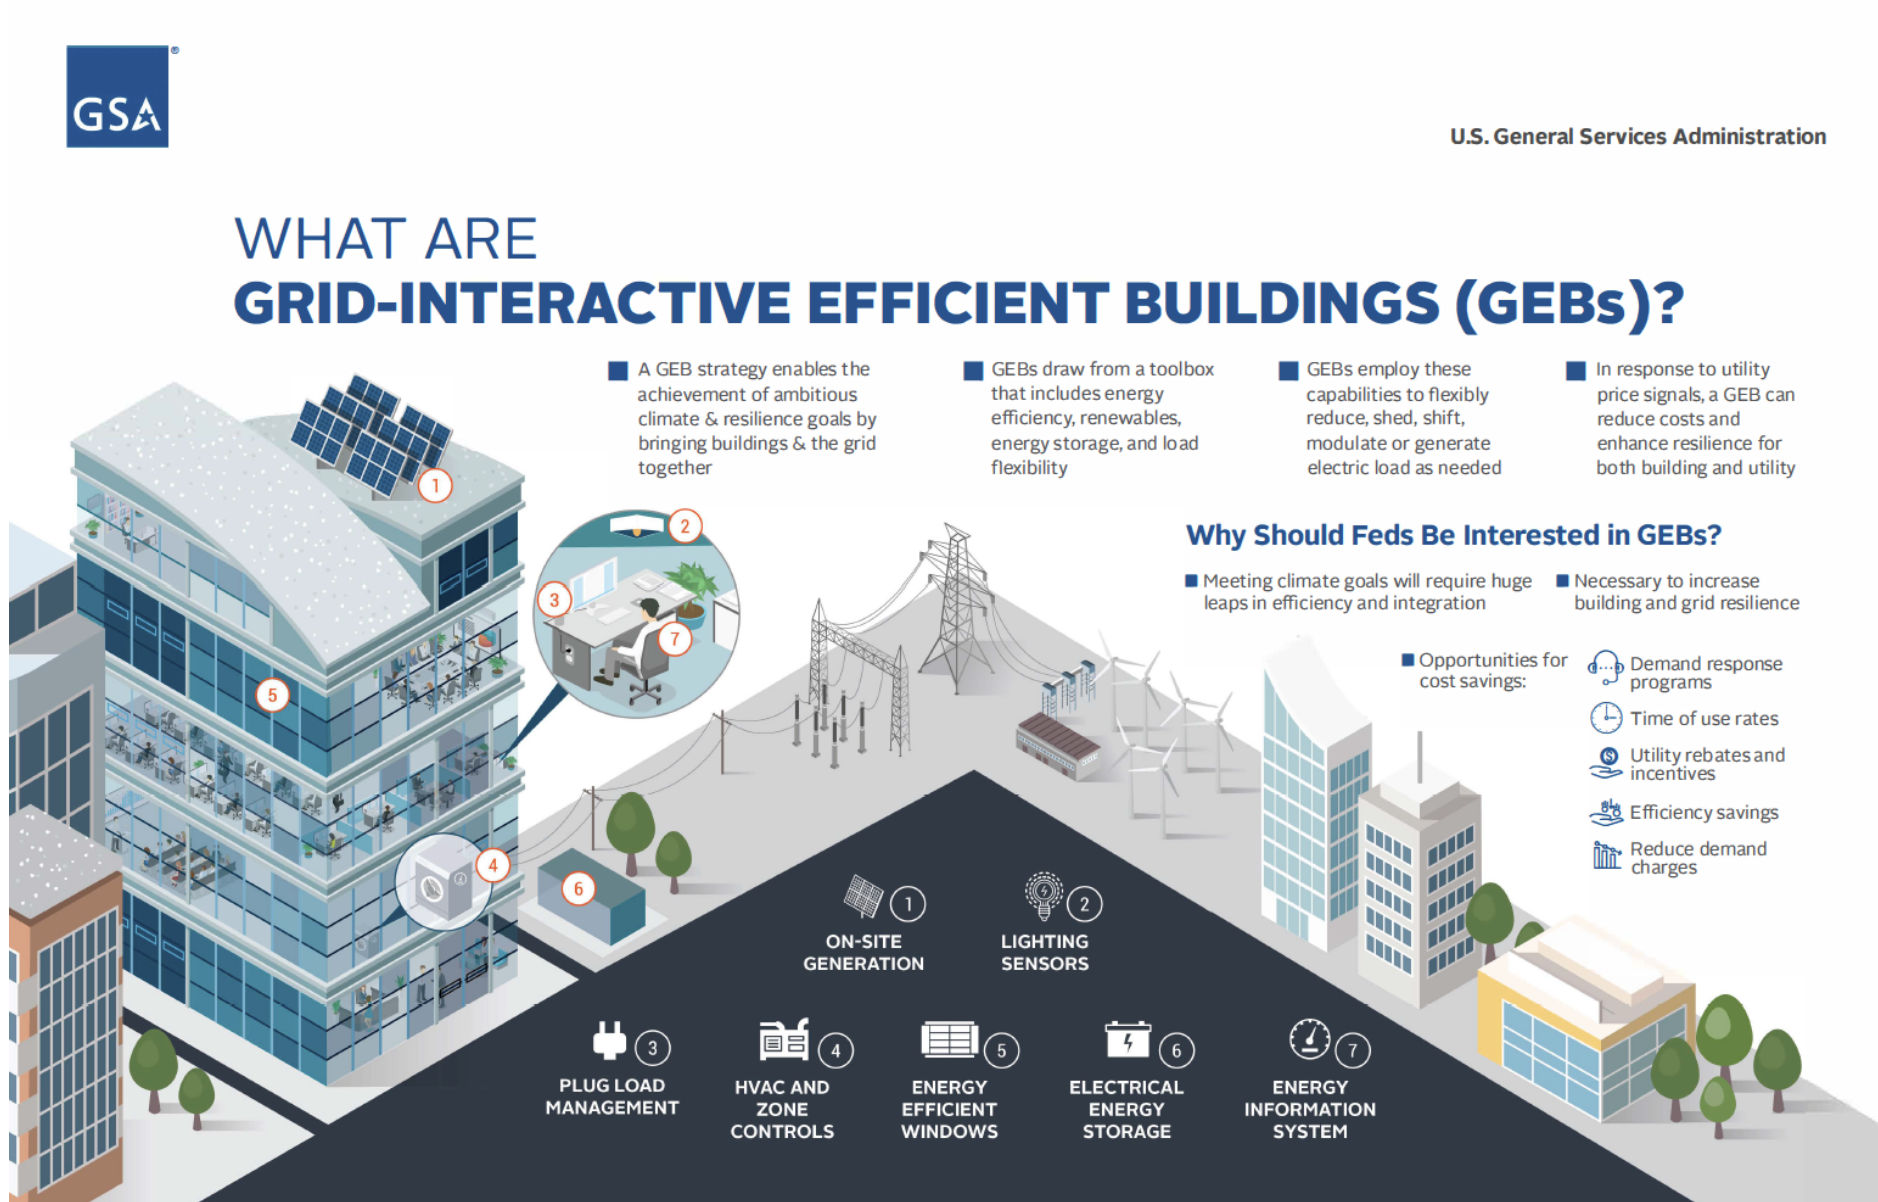 GSA
®
U.S. General Services Administration
WHAT ARE
GRID-INTERACTIVE EFFICIENT BUILDINGS (GEBs)?
A GEB strategy enables the
achievement of ambitious
climate & resilience goals by
bringing buildings & the grid
together
GEBs draw from a toolbox
that includes energy
efficiency, renewables,
energy storage, and load
flexibility
GEBs employ these
capabilities to flexibly
reduce, shed, shift,
modulate or generate
electric load as needed
In response to utility
price signals, a GEB can
reduce costs and
enhance resilience for
both building and utility
Why Should Feds Be Interested in GEBs?
Meeting climate goals will require huge
leaps in efficiency and integration
Necessary to increase
building and grid resilience
Opportunities for
cost savings:
Demand response
programs
Time of use rates
Utility rebates and
incentives
Efficiency savings
Reduce demand
charges
1
2
3
7
5
4
6
1
ON-SITE
GENERATION
2
LIGHTING
SENSORS
3
PLUG LOAD
MANAGEMENT
4
HVAC AND
ZONE
CONTROLS
5
ENERGY
EFFICIENT
WINDOWS
6
ELECTRICAL
ENERGY
STORAGE
7
ENERGY
INFORMATION
SYSTEM